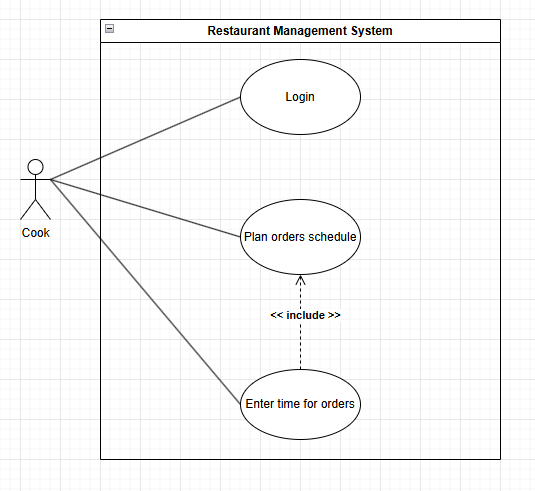 Restaurant Management System
Login
Plan orders schedule
Cook
<< include >>
Enter time for orders